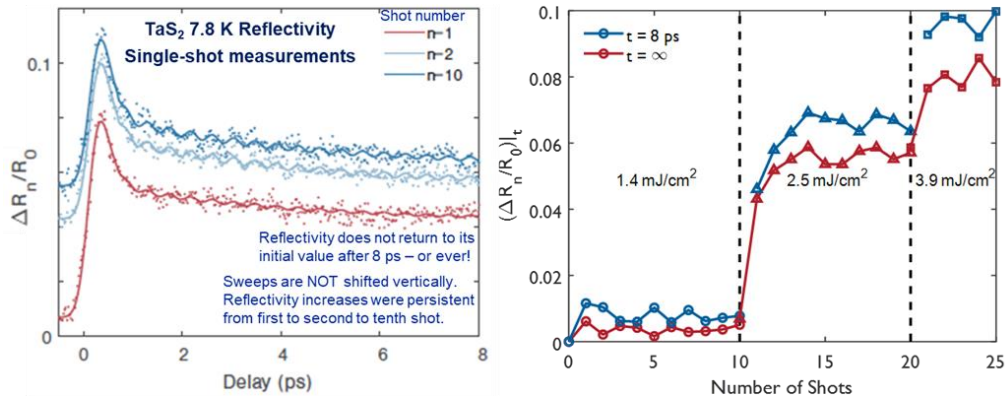 TaS₂ 7.8 K Reflectivity
Single-shot measurements
Shot number
n=1
n=2
n=10
0.1
ΔRₙ/R₀
0
Reflectivity does not return to its
initial value after 8 ps – or ever!
Sweeps are NOT shifted vertically.
Reflectivity increases were persistent
from first to second to tenth shot.
0
2
4
6
8
Delay (ps)
0.1
0.08
0.06
0.04
0.02
0
(ΔRₙ/R₀)|ₜ
t = 8 ps
t = ∞
1.4 mJ/cm²
2.5 mJ/cm²
3.9 mJ/cm²
0
5
10
15
20
25
Number of Shots